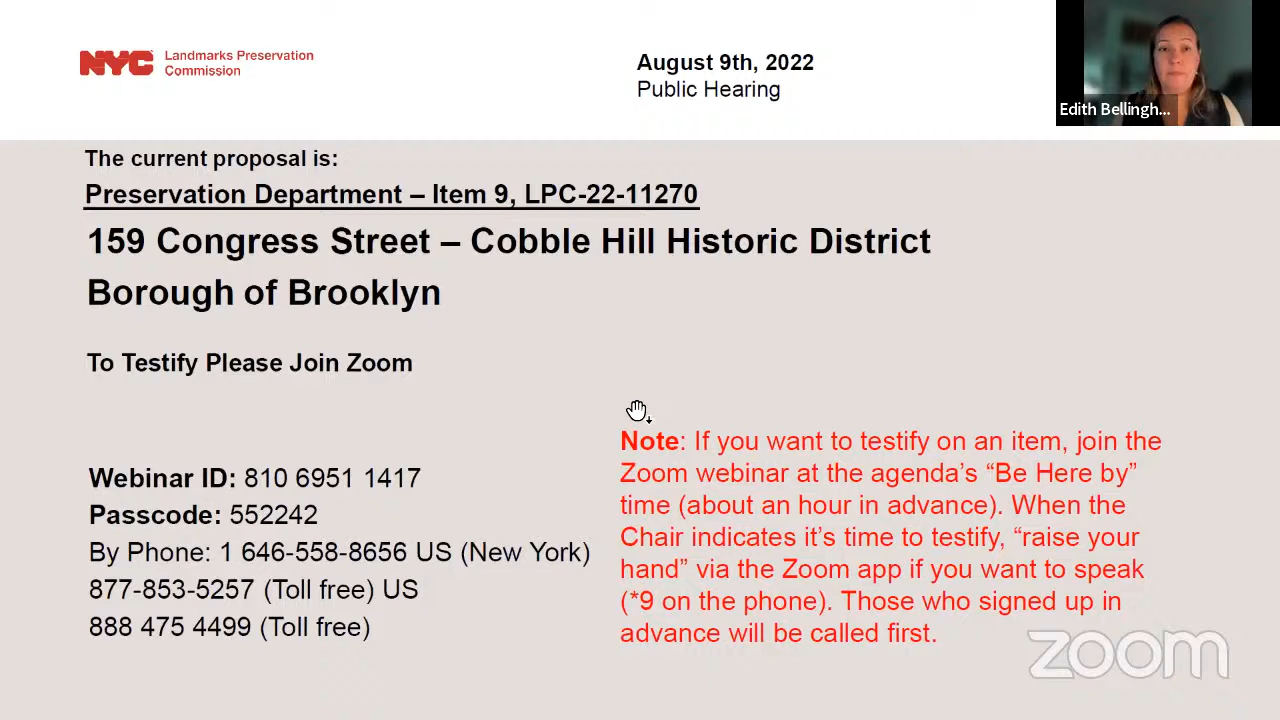 NYC Landmarks Preservation
Commission
August 9th, 2022
Public Hearing
Edith Bellingh...
The current proposal is:
Preservation Department – Item 9, LPC-22-11270
159 Congress Street – Cobble Hill Historic District
Borough of Brooklyn
To Testify Please Join Zoom
Webinar ID: 810 6951 1417
Passcode: 552242
By Phone: 1 646-558-8656 US (New York)
877-853-5257 (Toll free) US
888 475 4499 (Toll free)
Note: If you want to testify on an item, join the
Zoom webinar at the agenda’s “Be Here by”
time (about an hour in advance). When the
Chair indicates it’s time to testify, “raise your
hand” via the Zoom app if you want to speak
(*9 on the phone). Those who signed up in
advance will be called first.
zoom